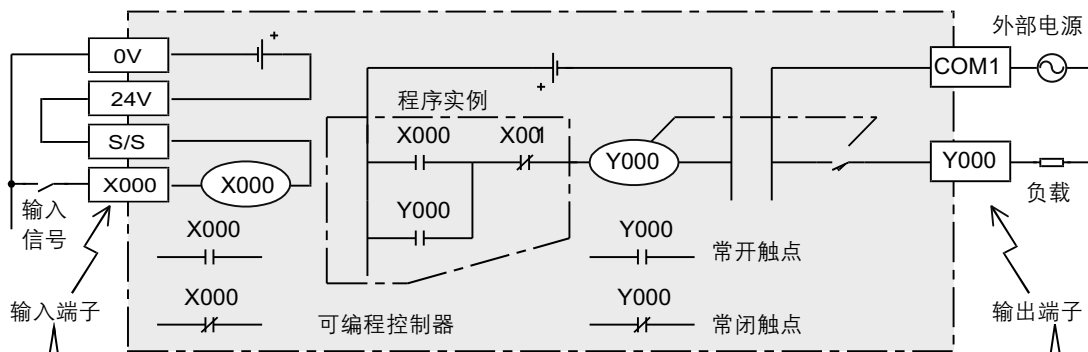 外部电源
0V
COM1
24V
程序实例
S/S
X000
X001
Y000
Y000
X000
X000
输入
信号
Y000
负载
X000
Y000
常开触点
输入端子
X000
可编程控制器
Y000
常闭触点
输出端子